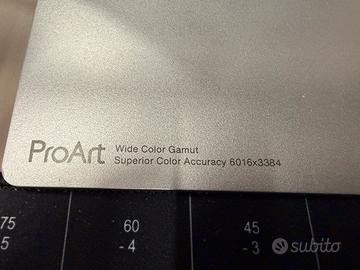 ProArt
Wide Color Gamut
Superior Color Accuracy 6016x3384
75 60 45
5 -4 -3
subito